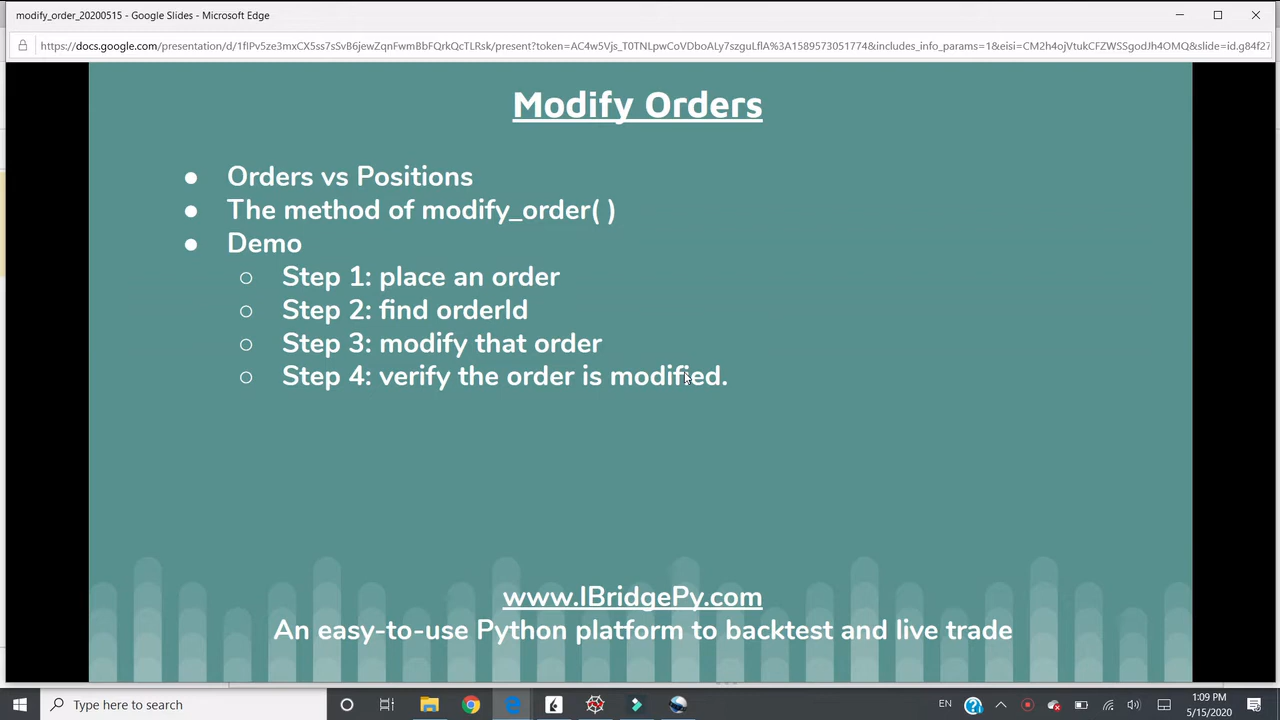 modify_order_20200515 - Google Slides - Microsoft Edge
Modify Orders
● Orders vs Positions
● The method of modify_order( )
● Demo
○ Step 1: place an order
○ Step 2: find orderId
○ Step 3: modify that order
○ Step 4: verify the order is modified.
www.IBridgePy.com
An easy-to-use Python platform to backtest and live trade
Type here to search
EN
1:09 PM
5/15/2020